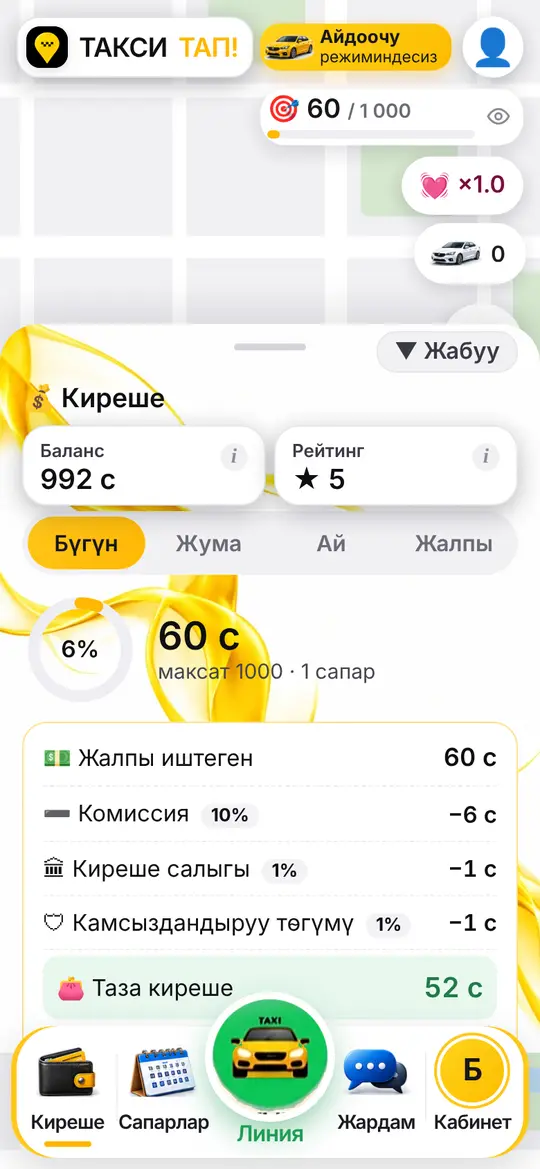 ТАКСИ ТАП!
Айдоочу
режиминдесиз
60 / 1 000
×1.0
0
▼ Жабуу
Киреше
Баланс
i
992 с
Рейтинг
i
★ 5
Бүгүн
Жума
Ай
Жалпы
6%
60 с
максат 1000 · 1 сапар
Жалпы иштеген
60 с
Комиссия 10%
−6 с
Киреше салыгы 1%
−1 с
Камсыздандыруу төгүмү 1%
−1 с
Таза киреше
52 с
TAXI
Б
Киреше
Сапарлар
Линия
Жардам
Кабинет